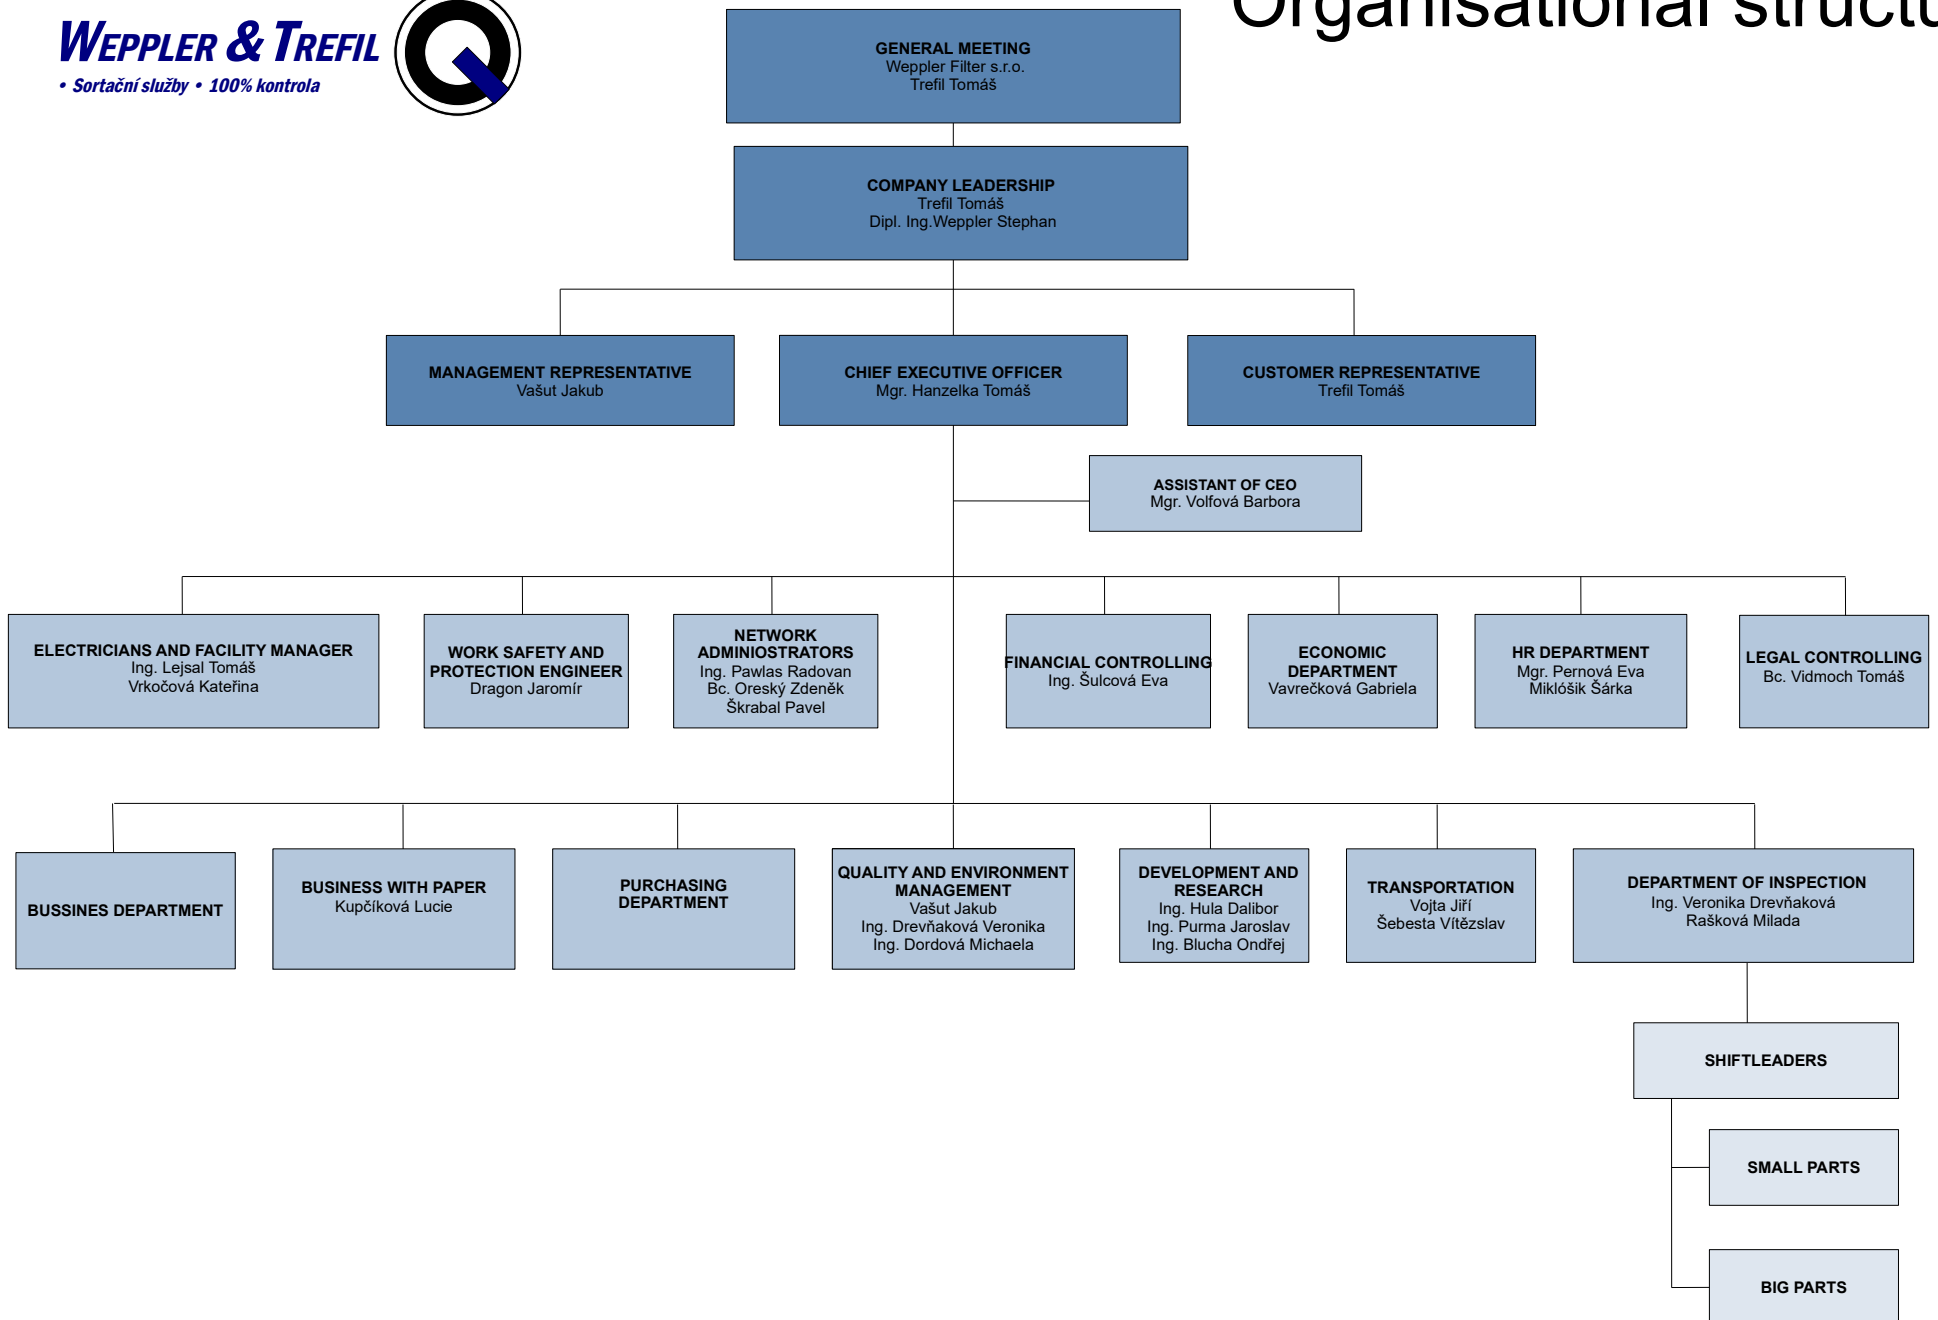 WEPPLER & TREFIL
• Sortační služby • 100% kontrola
Organisational
GENERAL MEETING
Weppler Filter s.r.o.
Trefil Tomáš
COMPANY LEADERSHIP
Trefil Tomáš
Dipl. Ing.Weppler Stephan
MANAGEMENT REPRESENTATIVE
Vašut Jakub
CHIEF EXECUTIVE OFFICER
Mgr. Hanzelka Tomáš
CUSTOMER REPRESENTATIVE
Trefil Tomáš
ASSISTANT OF CEO
Mgr. Volfová Barbora
ELECTRICIANS AND FACILITY MANAGER
Ing. Lejsal Tomáš
Vrkočová Kateřina
WORK SAFETY AND
PROTECTION ENGINEER
Dragon Jaromír
NETWORK
ADMINIOSTRATORS
Ing. Pawlas Radovan
Bc. Oreský Zdeněk
Škrabal Pavel
FINANCIAL CONTROLLING
Ing. Šulcová Eva
ECONOMIC
DEPARTMENT
Vavrečková Gabriela
HR DEPARTMENT
Mgr. Pernová Eva
Miklóšik Šárka
LEGAL CONTROLLING
Bc. Vidmoch Tomáš
BUSSINES DEPARTMENT
BUSINESS WITH PAPER
Kupčíková Lucie
PURCHASING
DEPARTMENT
QUALITY AND ENVIRONMENT
MANAGEMENT
Vašut Jakub
Ing. Drevňaková Veronika
Ing. Dordová Michaela
DEVELOPMENT AND
RESEARCH
Ing. Hula Dalibor
Ing. Purma Jaroslav
Ing. Blucha Ondřej
TRANSPORTATION
Vojta Jiří
Šebesta Vítězslav
DEPARTMENT OF INSPECTION
Ing. Veronika Drevňaková
Rašková Milada
SHIFTLEADERS
SMALL PARTS
BIG PARTS